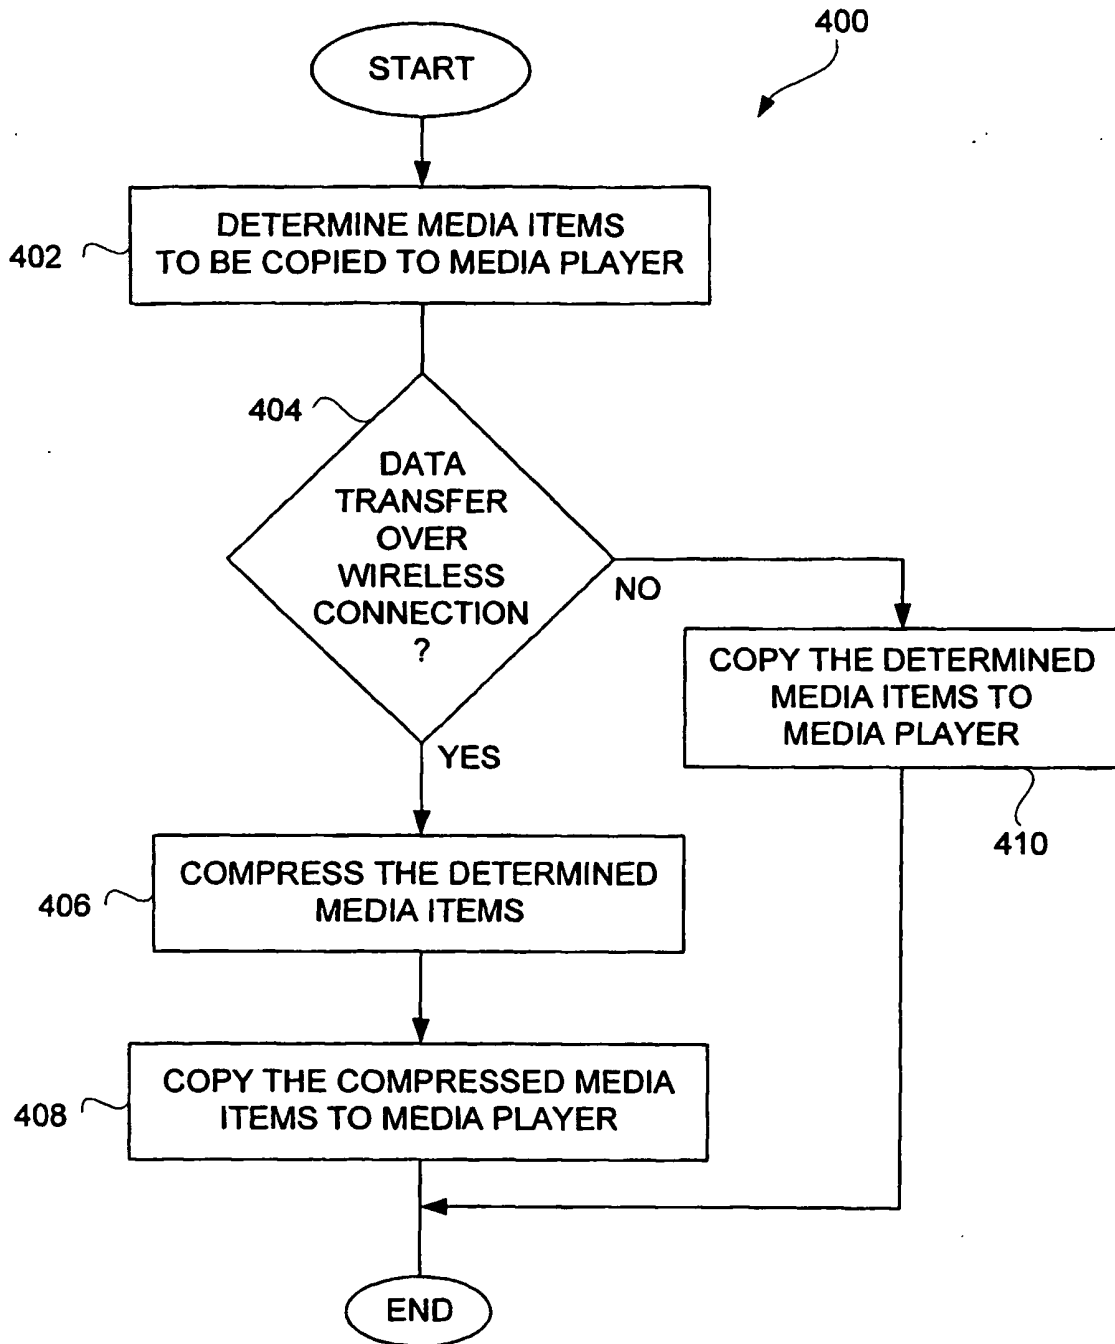 400
START
402
DETERMINE MEDIA ITEMS
TO BE COPIED TO MEDIA PLAYER
404
DATA
TRANSFER
OVER
WIRELESS
CONNECTION
?
NO
YES
COPY THE DETERMINED
MEDIA ITEMS TO
MEDIA PLAYER
410
406
COMPRESS THE DETERMINED
MEDIA ITEMS
408
COPY THE COMPRESSED MEDIA
ITEMS TO MEDIA PLAYER
END